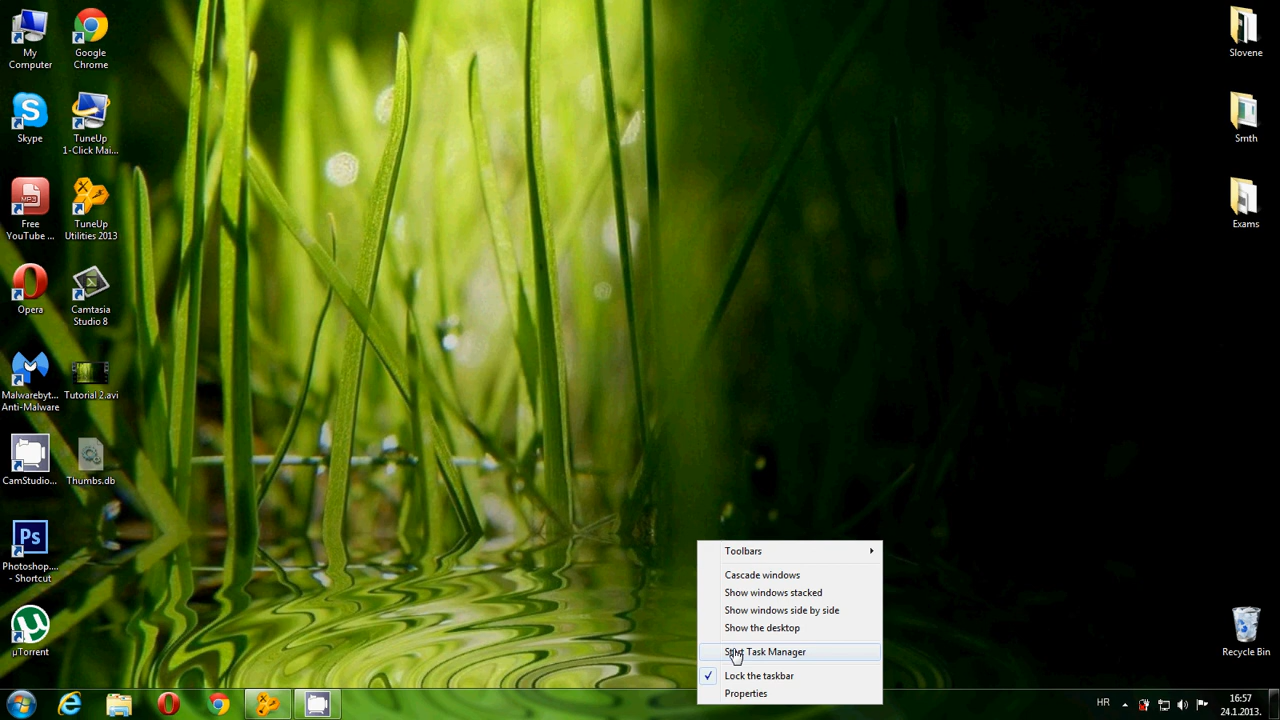 My
Computer
Google
Chrome
Skype
TuneUp
1-Click Mai...
MP3
Free
YouTube ...
TuneUp
Utilities 2013
Opera
Camtasia
Studio 8
Malwarebyt...
Anti-Malware
Tutorial 2.avi
CamStudio...
Thumbs.db
Ps
Photoshop....
- Shortcut
µTorrent
Slovene
Smth
Exams
Recycle Bin
Toolbars
Cascade windows
Show windows stacked
Show windows side by side
Show the desktop
Start Task Manager
Lock the taskbar
Properties
HR
16:57
24.1.2013.